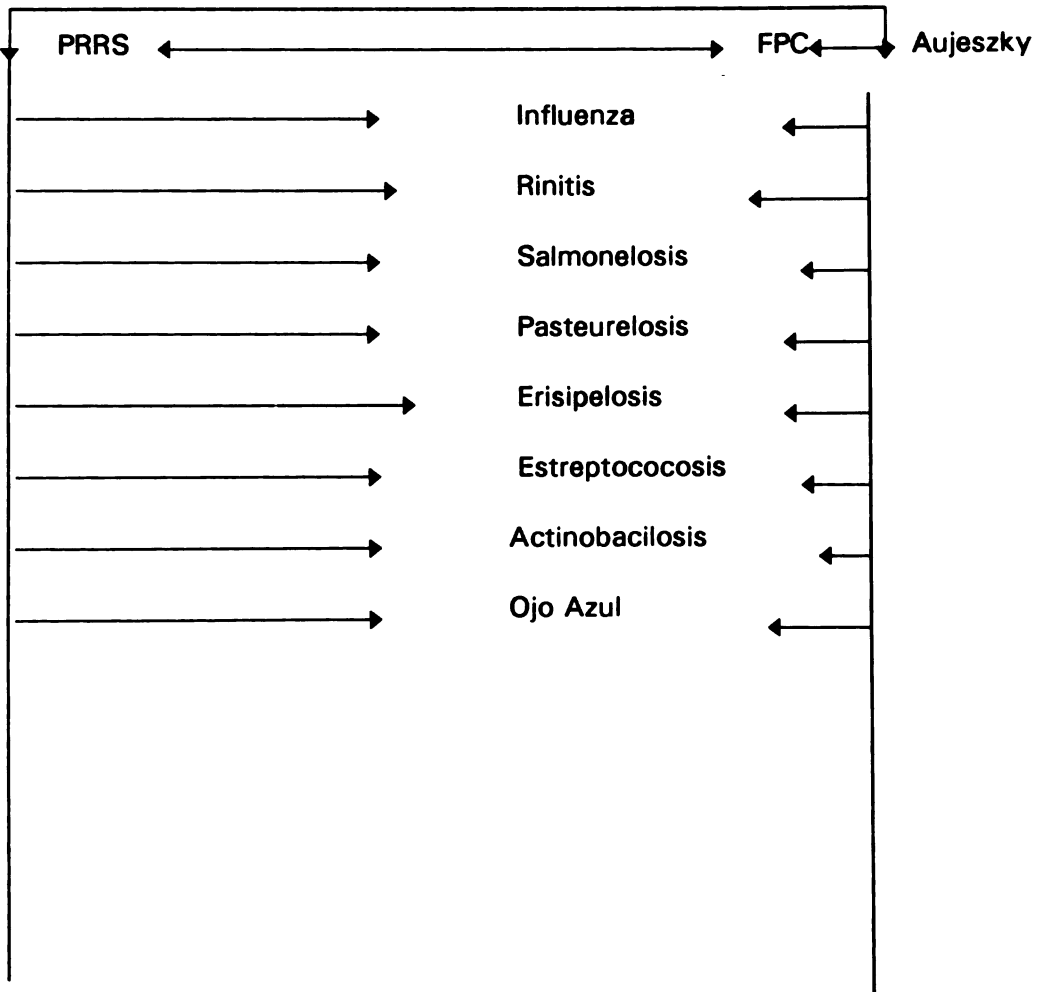 PRRS FPC Aujeszky
Influenza
Rinitis
Salmonelosis
Pasteurelosis
Erisipelosis
Estreptococosis
Actinobacilosis
Ojo Azul